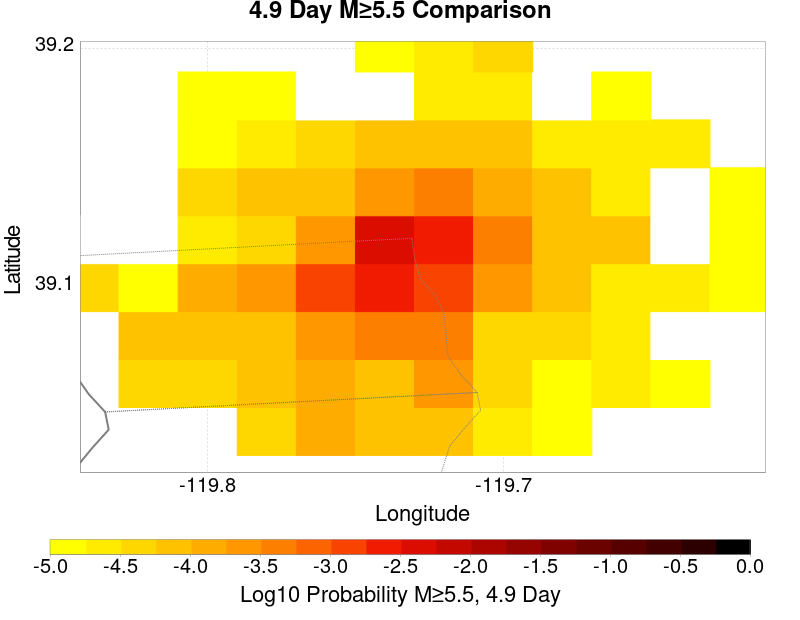 4.9 Day M≥5.5 Comparison
39.2
39.1
Latitude
-119.8
-119.7
Longitude
-5.0 -4.5 -4.0 -3.5 -3.0 -2.5 -2.0 -1.5 -1.0 -0.5 0.0
Log10 Probability M≥5.5, 4.9 Day